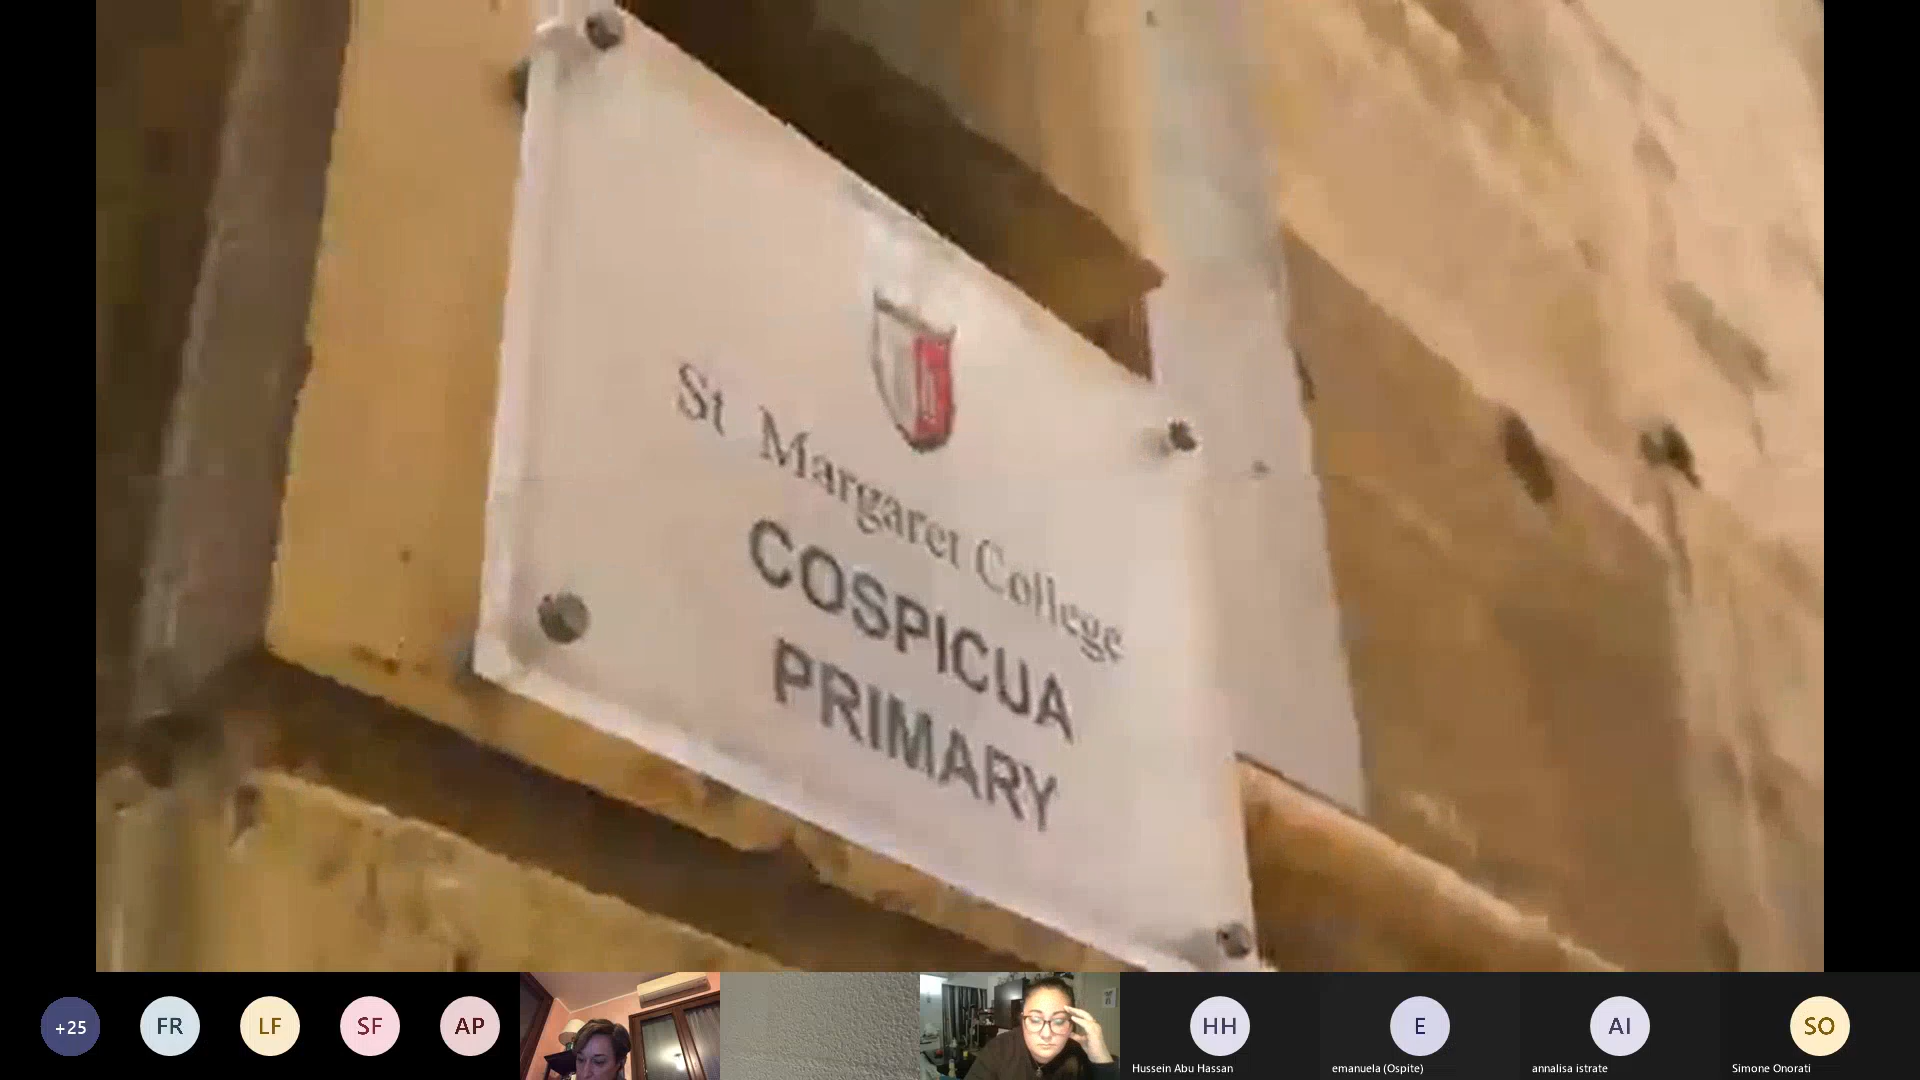 St Margaret College
COSPICUA
PRIMARY
+25
FR
LF
SF
AP
HH
E
AI
SO
Hussein Abu Hassan
emanuela (Ospite)
annalisa istrate
Simone Onorati